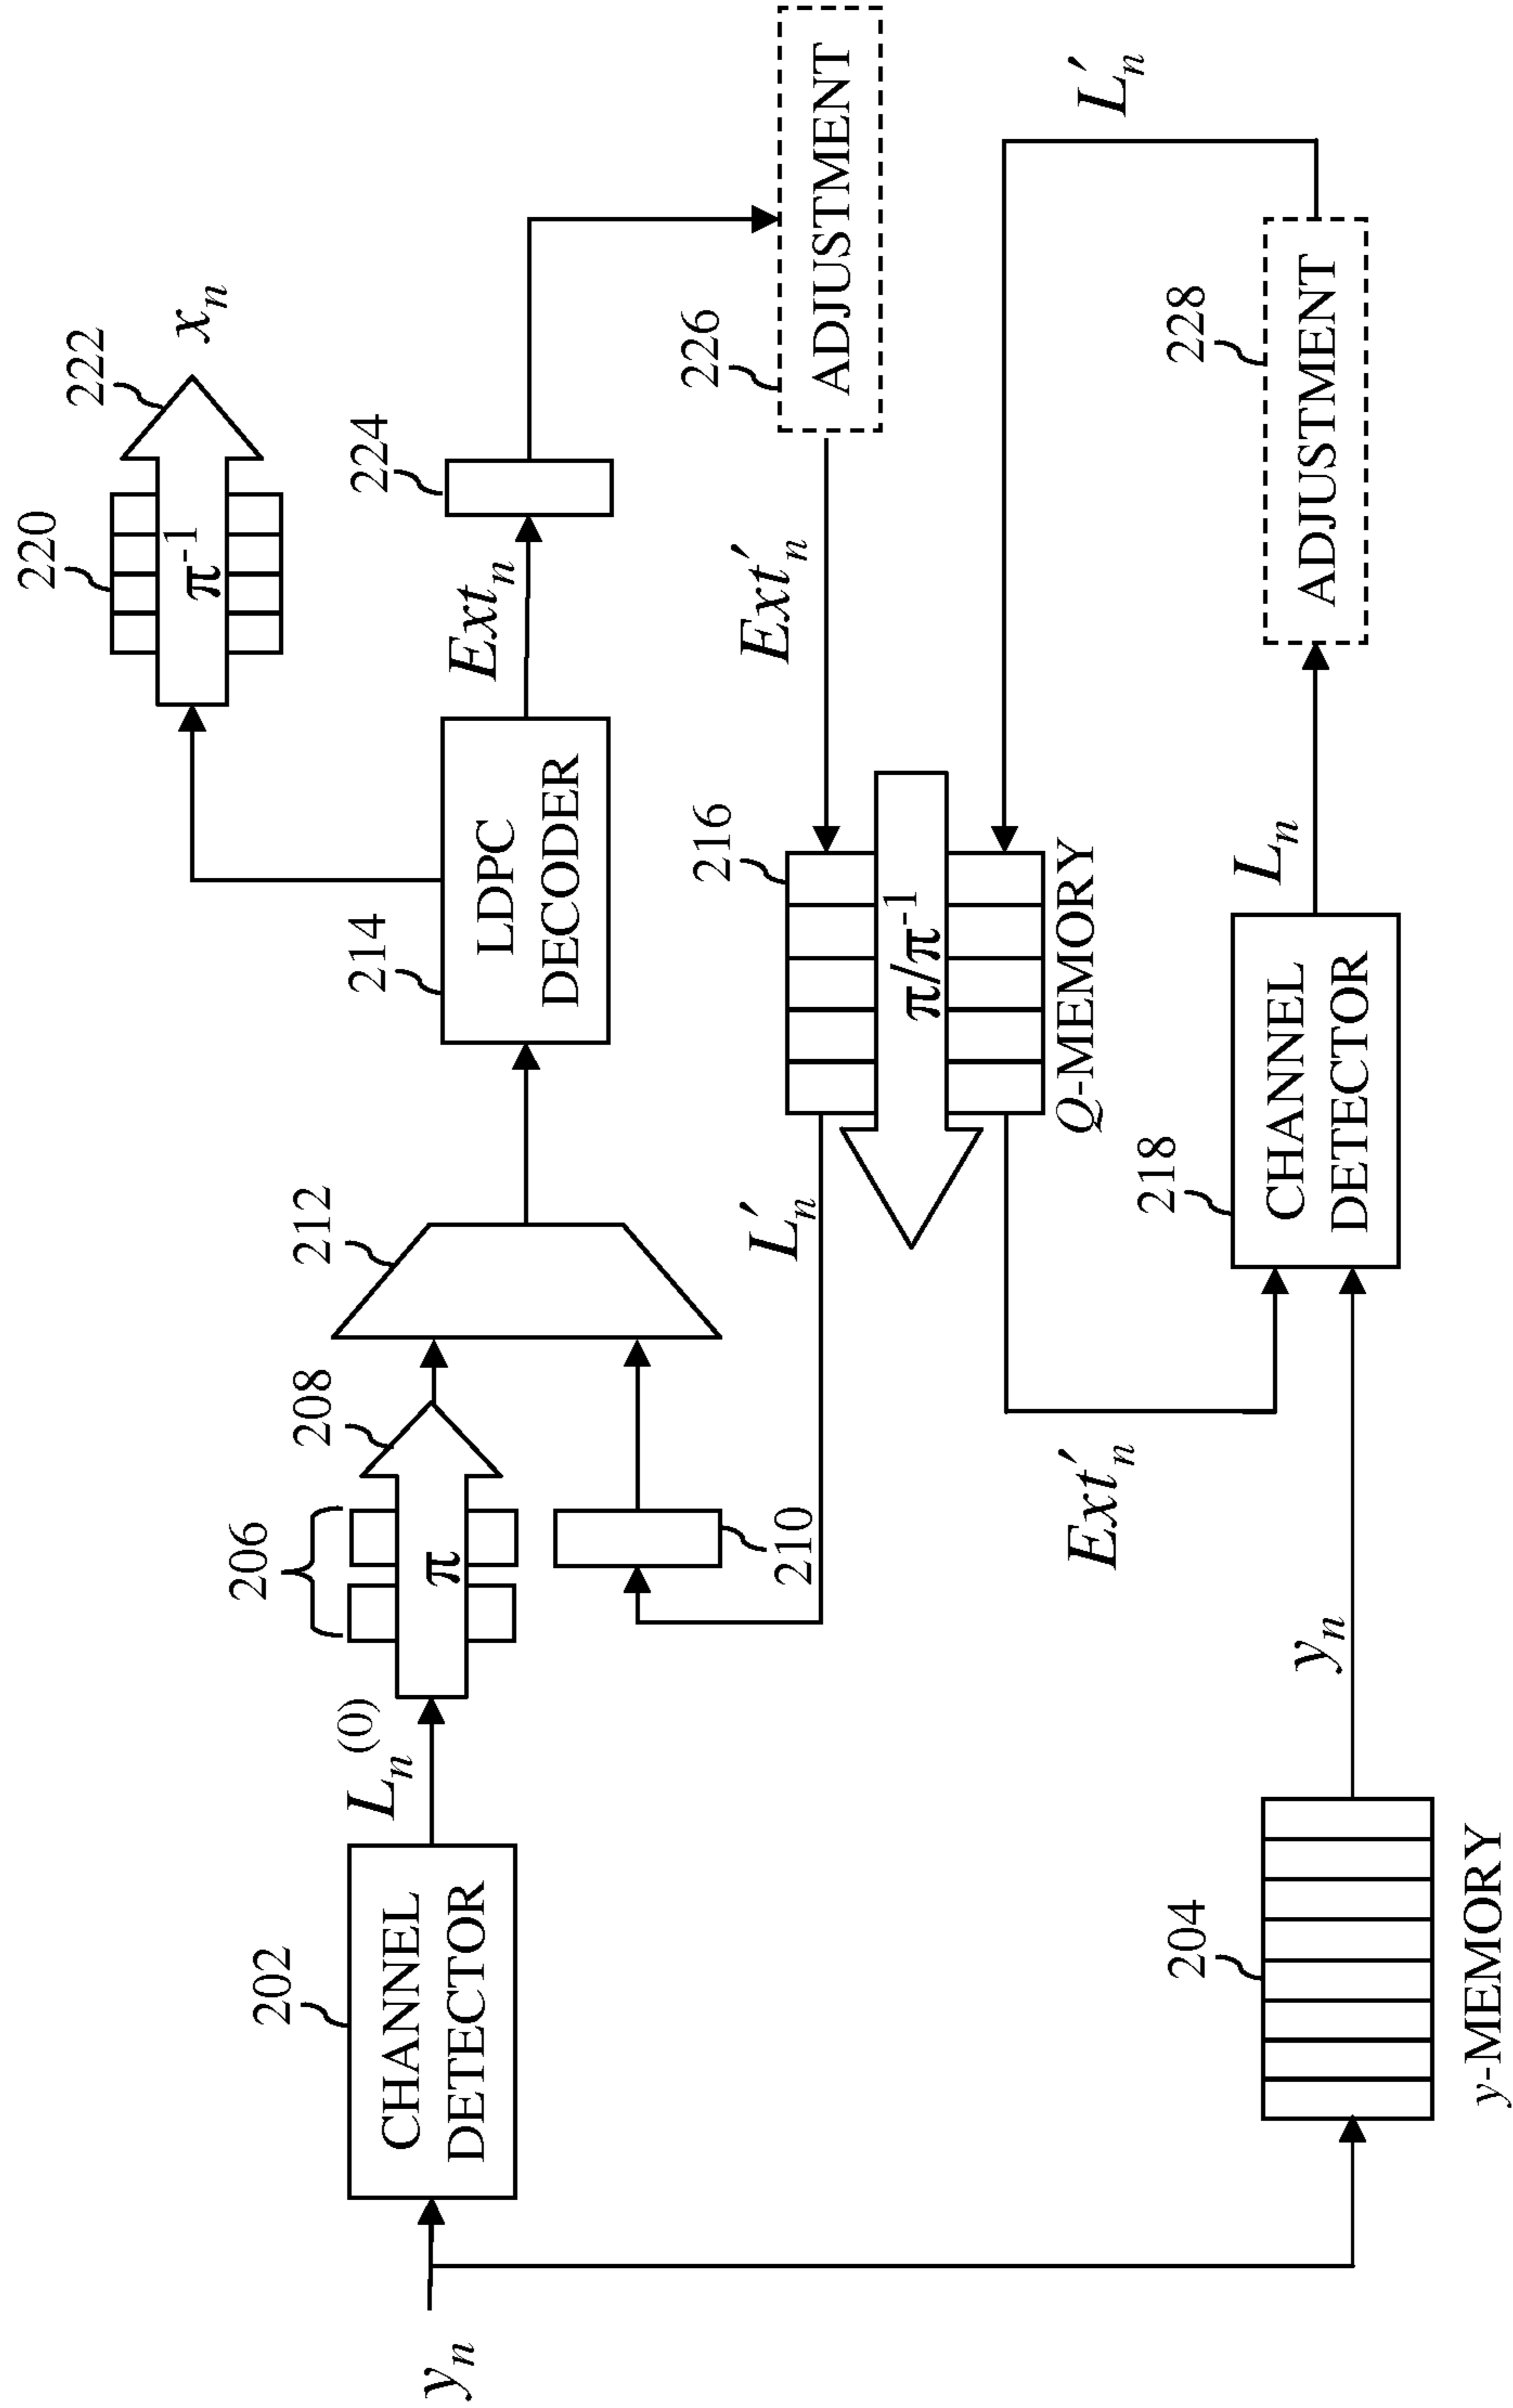 220
π⁻¹
222
xₙ
yₙ
202
CHANNEL
DETECTOR
Lₙ⁽⁰⁾
206
π
208
210
212
214
LDPC
DECODER
Extₙ
224
226
ADJUSTMENT
Ext′ₙ
216
π/π⁻¹
Q-MEMORY
L′ₙ
L′ₙ
Ext′ₙ
204
y-MEMORY
yₙ
218
CHANNEL
DETECTOR
Lₙ
228
ADJUSTMENT